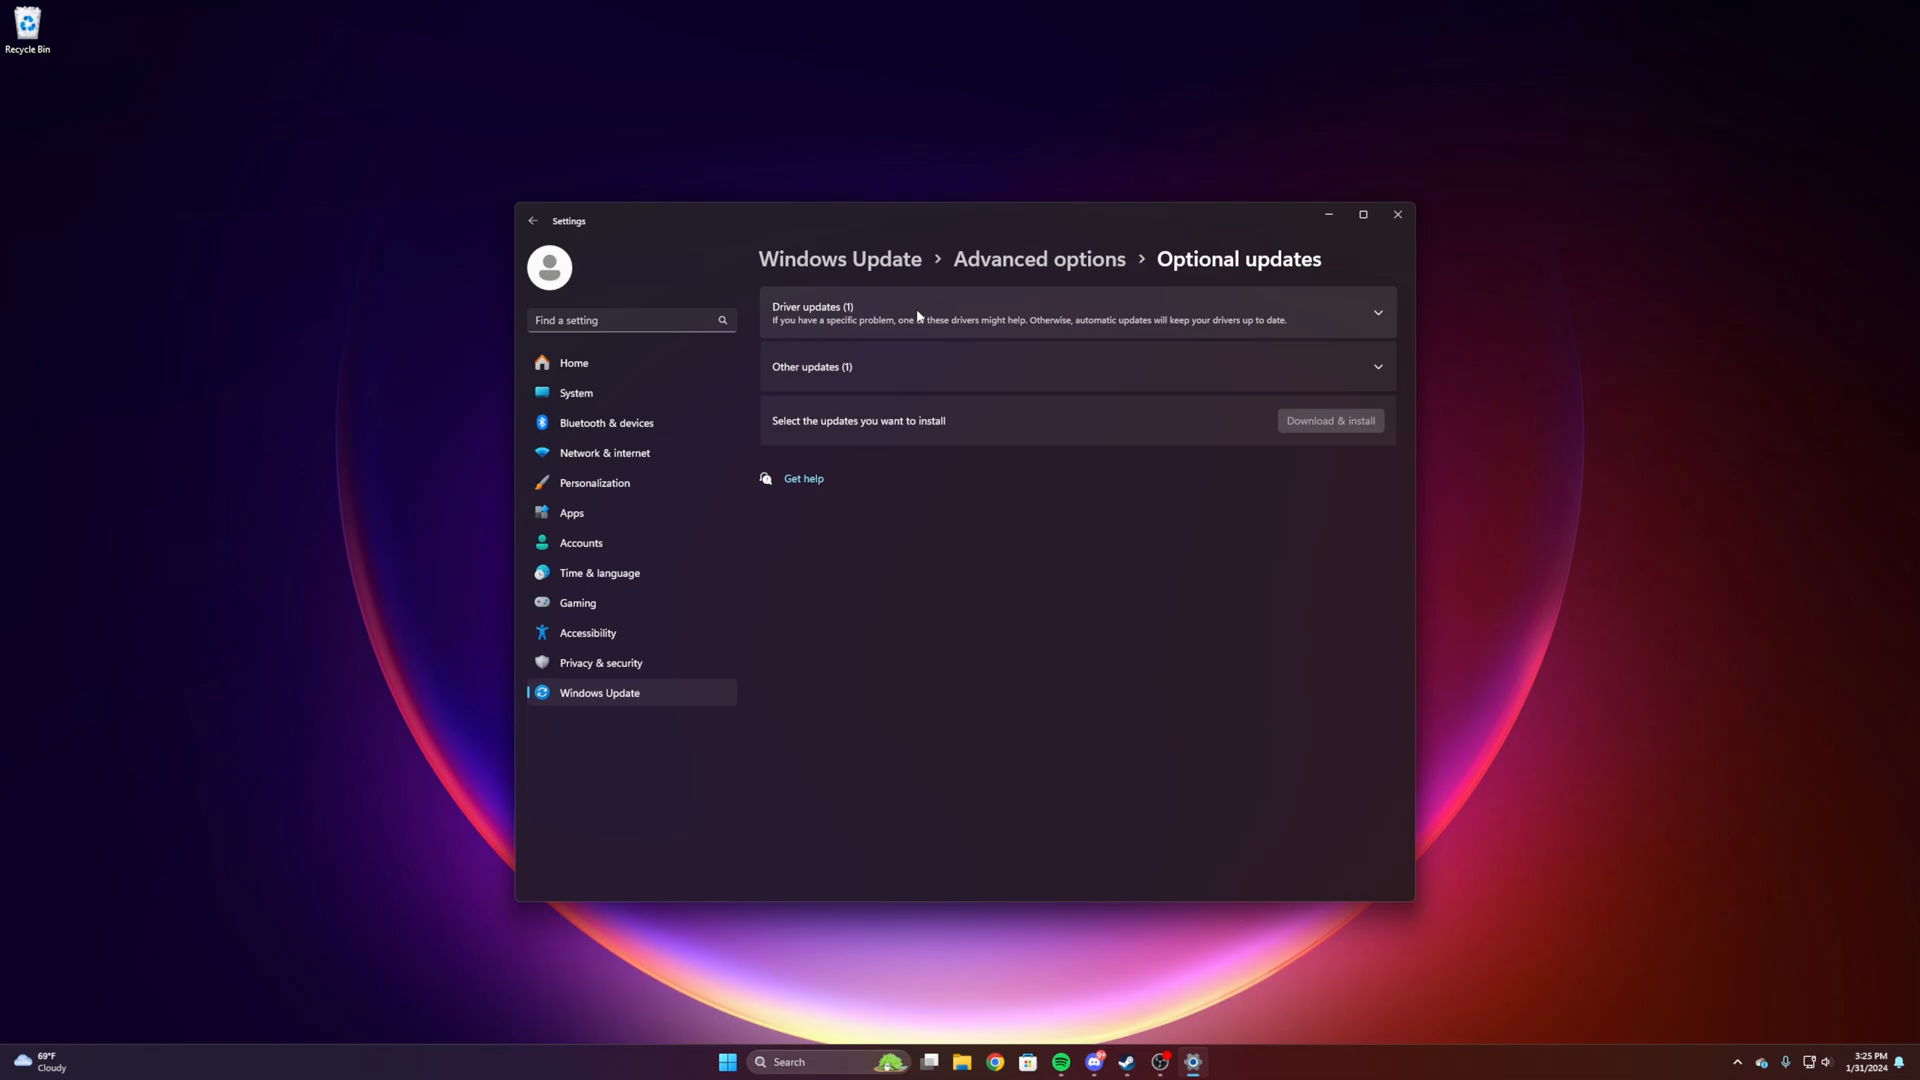 Recycle Bin
Settings
Windows Update > Advanced options > Optional updates
Find a setting
Home
System
Bluetooth & devices
Network & internet
Personalization
Apps
Accounts
Time & language
Gaming
Accessibility
Privacy & security
Windows Update
Driver updates (1)
If you have a specific problem, one of these drivers might help. Otherwise, automatic updates will keep your drivers up to date.
Other updates (1)
Select the updates you want to install
Download & install
Get help
69°F
Cloudy
Search
3:25 PM
1/31/2024